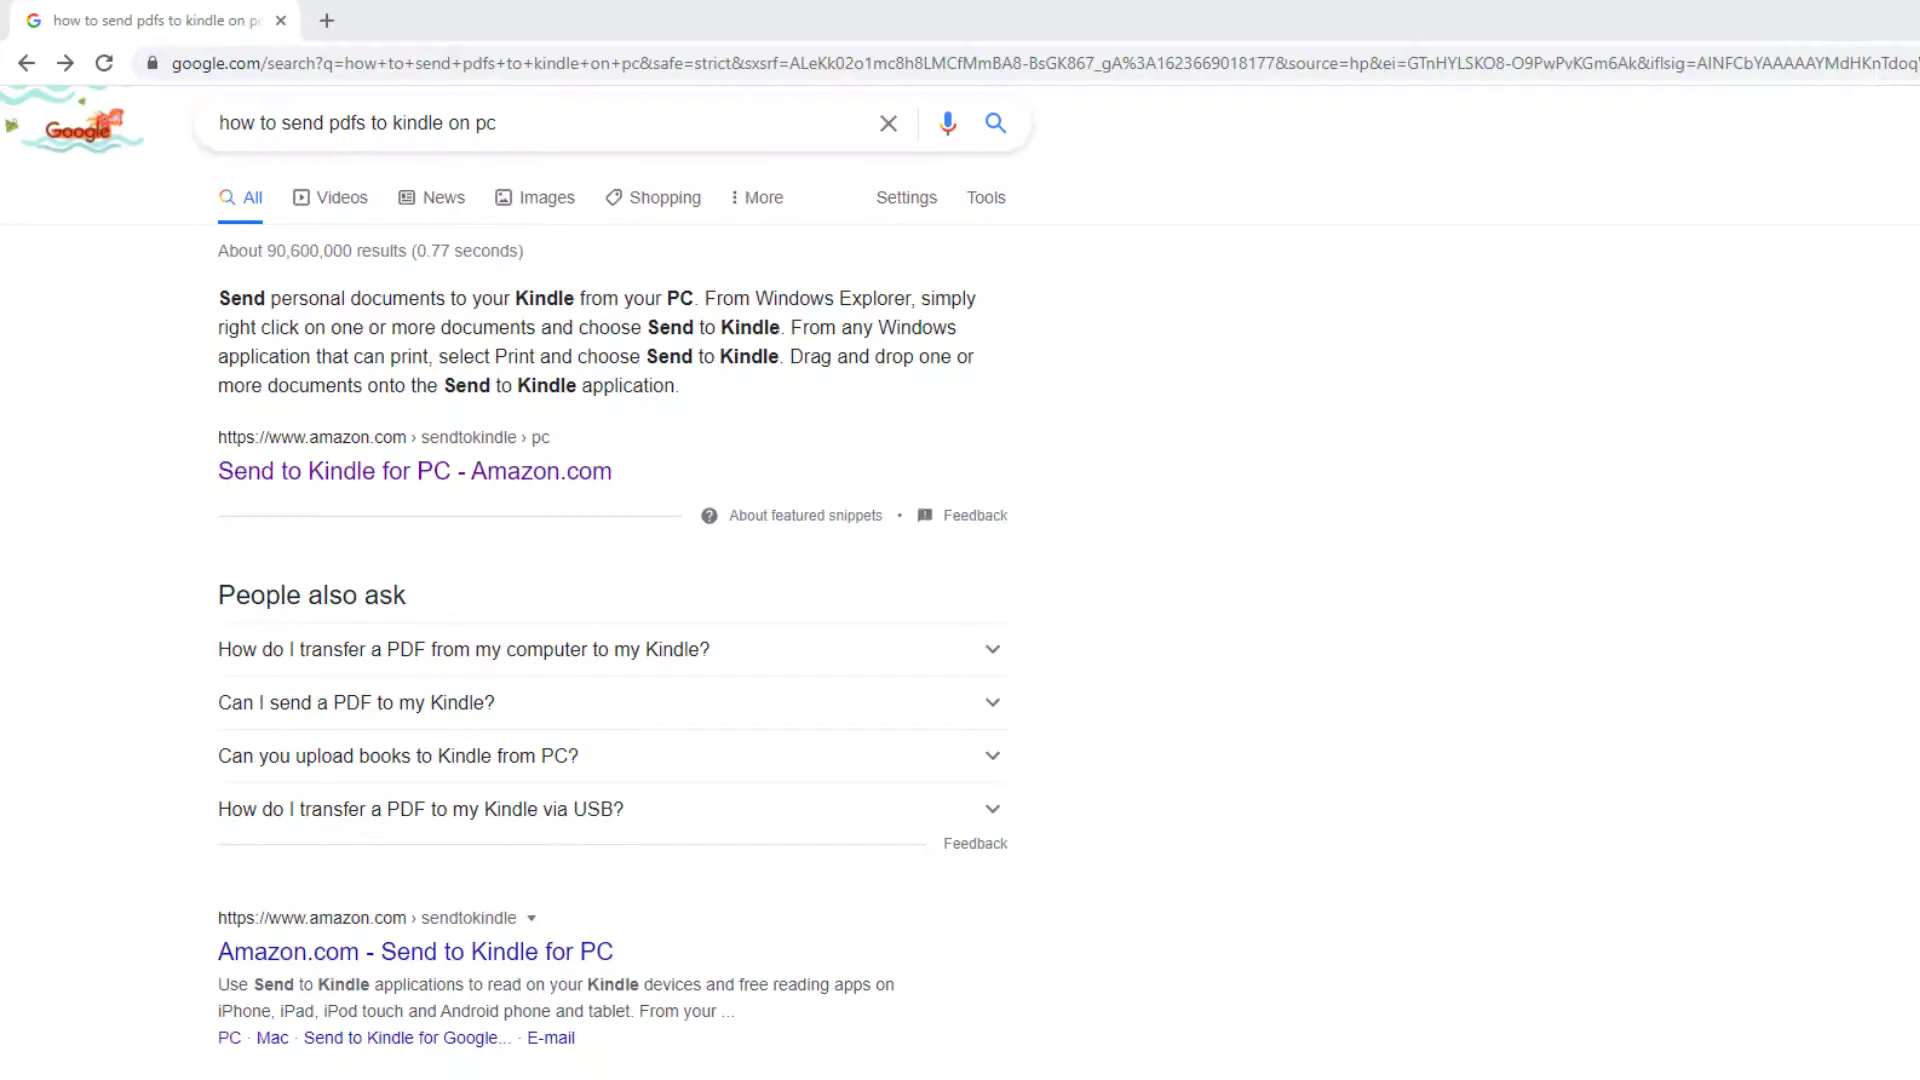 how to send pdfs to kindle on pc
google.com/search?q=how+to+send+pdfs+to+kindle+on+pc&safe=strict&sxsrf=ALeKk02o1mc8h8LMCfMmBA8-BsGK867_gA%3A1623669018177&source=hp&ei=GTnHYLSKO8-O9PwPvKGm6Ak&iflsig=AINFCbYAAAAAYMdHKnTdoq
Google
how to send pdfs to kindle on pc
All Videos News Images Shopping More Settings Tools
About 90,600,000 results (0.77 seconds)
Send personal documents to your Kindle from your PC. From Windows Explorer, simply
right click on one or more documents and choose Send to Kindle. From any Windows
application that can print, select Print and choose Send to Kindle. Drag and drop one or
more documents onto the Send to Kindle application.
https://www.amazon.com › sendtokindle › pc
Send to Kindle for PC - Amazon.com
About featured snippets • Feedback
People also ask
How do I transfer a PDF from my computer to my Kindle?
Can I send a PDF to my Kindle?
Can you upload books to Kindle from PC?
How do I transfer a PDF to my Kindle via USB?
Feedback
https://www.amazon.com › sendtokindle
Amazon.com - Send to Kindle for PC
Use Send to Kindle applications to read on your Kindle devices and free reading apps on
iPhone, iPad, iPod touch and Android phone and tablet. From your ...
PC · Mac · Send to Kindle for Google... · E-mail